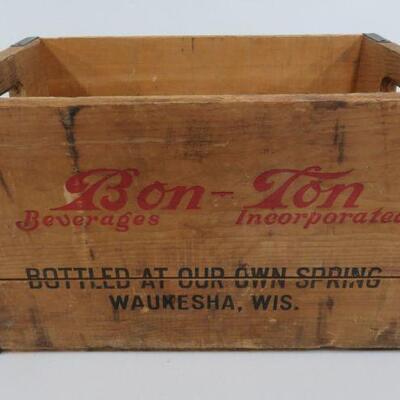 Bon-Ton
Beverages Incorporated
BOTTLED AT OUR OWN SPRING
WAUKESHA, WIS.